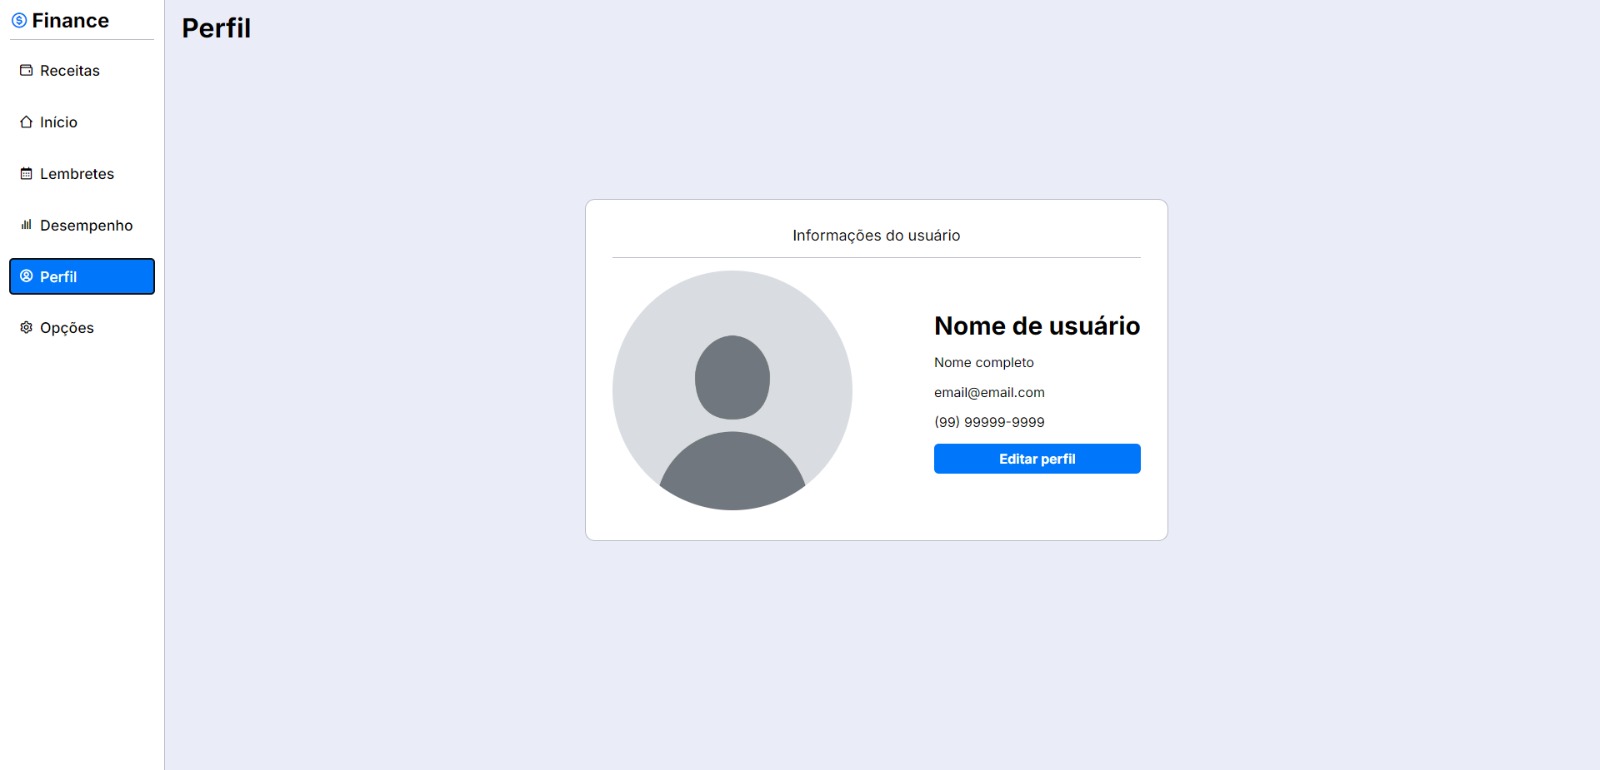 Finance
Receitas
Início
Lembretes
Desempenho
Perfil
Opções
Perfil
Informações do usuário
Nome de usuário
Nome completo
email@email.com
(99) 99999-9999
Editar perfil